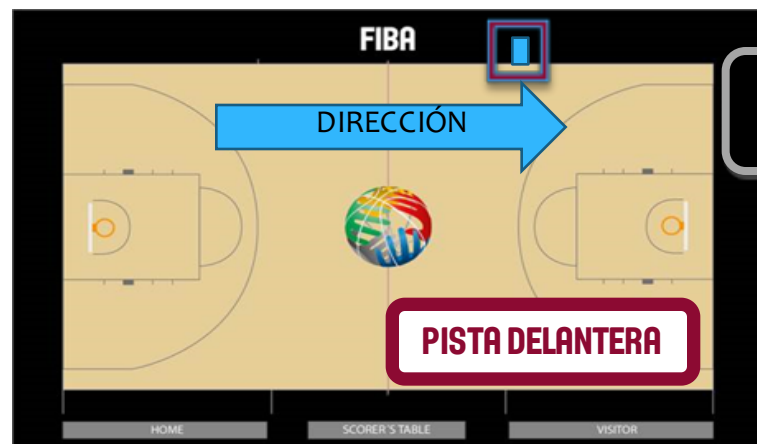 FIBA
DIRECCIÓN
PISTA DELANTERA
HOME
SCORER'S TABLE
VISITOR